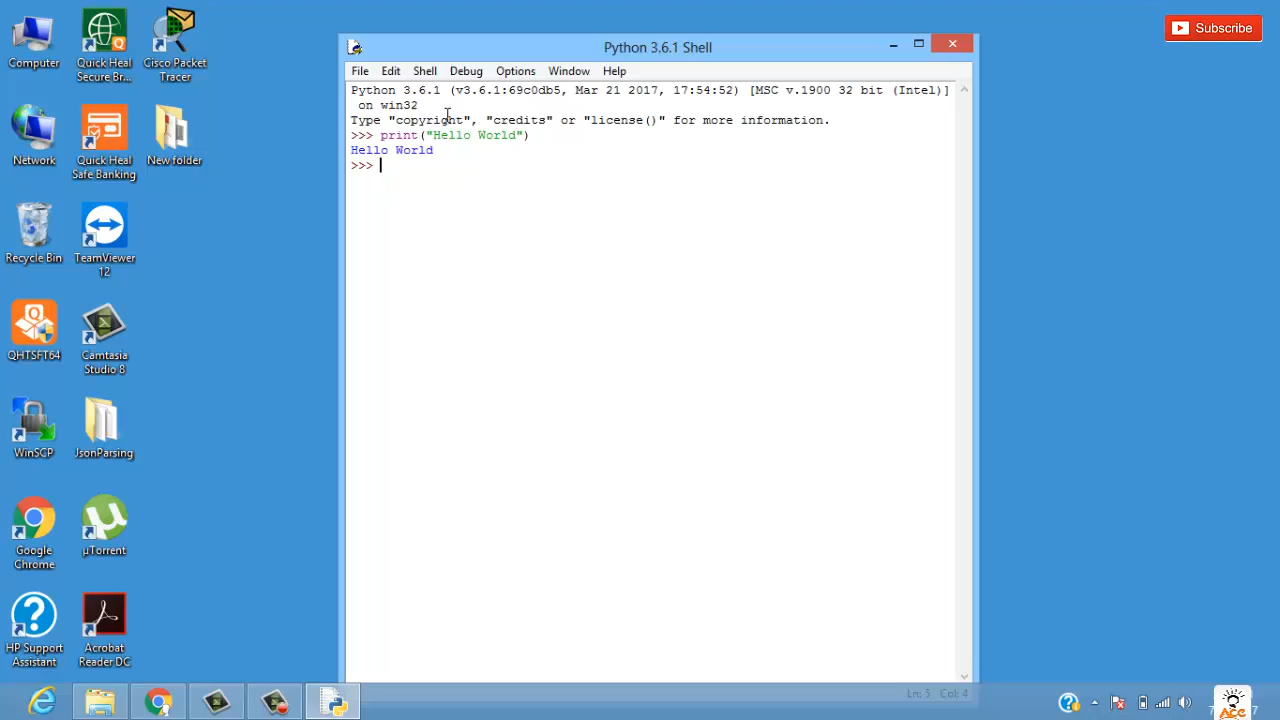 Subscribe
Computer
Quick Heal
Secure Br...
Cisco Packet
Tracer
Network
Quick Heal
Safe Banking
New folder
Recycle Bin
TeamViewer
12
QHTSFT64
Camtasia
Studio 8
WinSCP
JsonParsing
Google
Chrome
µTorrent
HP Support
Assistant
Acrobat
Reader DC
Python 3.6.1 Shell
File Edit Shell Debug Options Window Help
Python 3.6.1 (v3.6.1:69c0db5, Mar 21 2017, 17:54:52) [MSC v.1900 32 bit (Intel)]
on win32
Type "copyright", "credits" or "license()" for more information.
>>> print("Hello World")
Hello World
>>>
Ln: 5 Col: 4